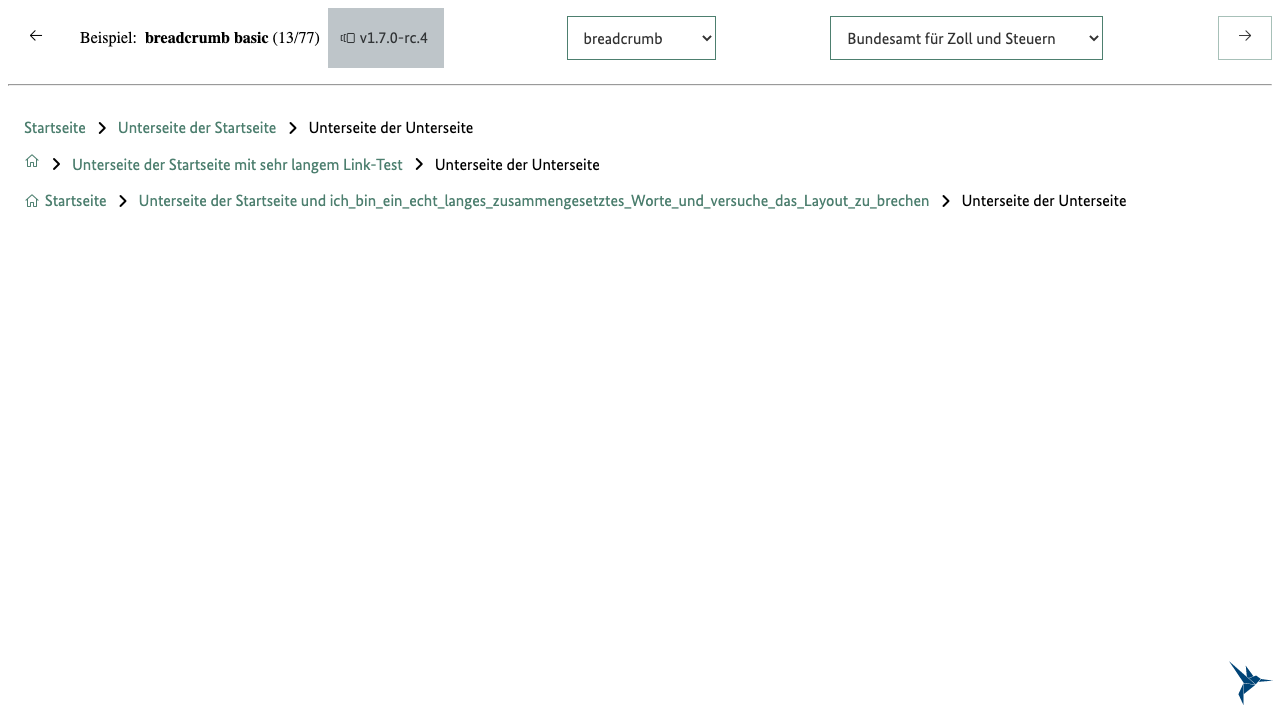 Beispiel: breadcrumb basic (13/77) v1.7.0-rc.4 breadcrumb Bundesamt für Zoll und Steuern
Startseite Unterseite der Startseite Unterseite der Unterseite
Unterseite der Startseite mit sehr langem Link-Test Unterseite der Unterseite
Startseite Unterseite der Startseite und ich_bin_ein_echt_langes_zusammengesetztes_Worte_und_versuche_das_Layout_zu_brechen Unterseite der Unterseite